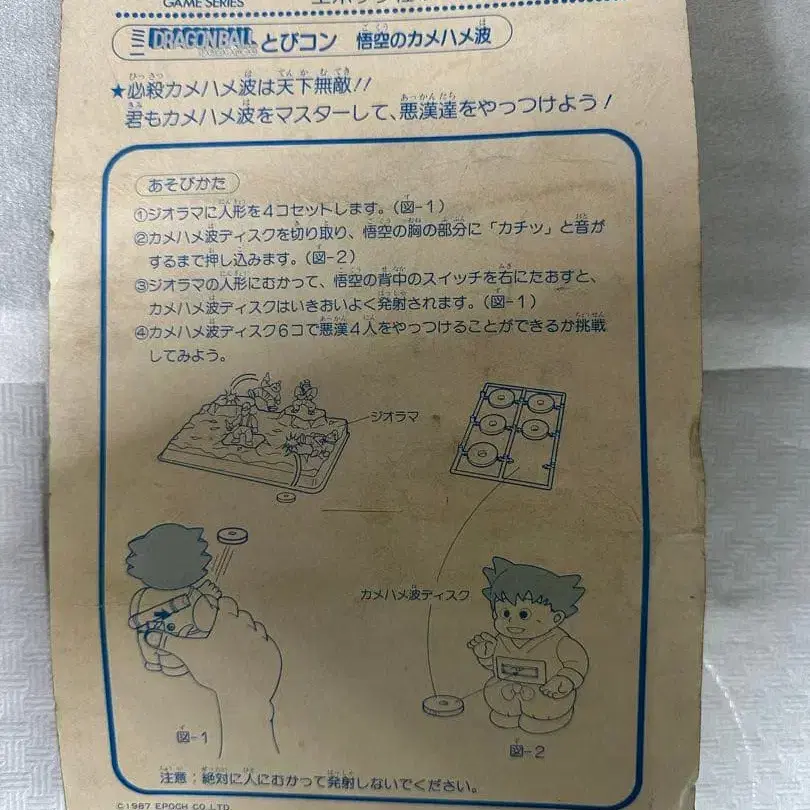 GAME SERIES
DRAGON BALL とびコン 悟空のカメハメ波
★必殺カメハメ波は天下無敵!!
君もカメハメ波をマスターして、悪漢達をやっつけよう!
あそびかた
①ジオラマに人形を4コセットします。(図-1)
②カメハメ波ディスクを切り取り、悟空の胸の部分に「カチッ」と音が
するまで押し込みます。(図-2)
③ジオラマの人形にむかって、悟空の背中のスイッチを右にたおすと、
カメハメ波ディスクはいきおいよく発射されます。(図-1)
④カメハメ波ディスク6コで悪漢4人をやっつけることができるか挑戦
してみよう。
ジオラマ
カメハメ波ディスク
図-1
図-2
注意:絶対に人にむかって発射しないでください。
©1987 EPOCH CO LTD